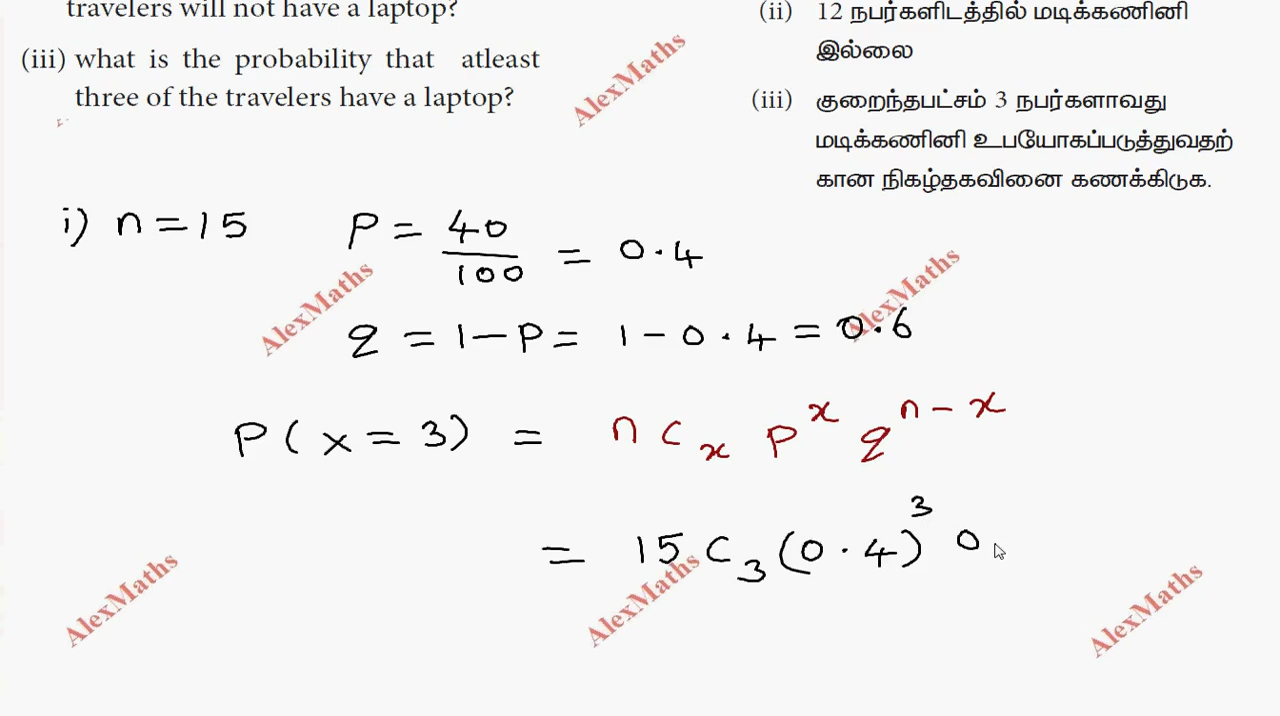 travelers will not have a laptop?
(iii) what is the probability that atleast
three of the travelers have a laptop?
(ii) 12 நபர்களிடத்தில் மடிக்கணினி
இல்லை
(iii) குறைந்தபட்சம் 3 நபர்களாவது
மடிக்கணினி உபயோகப்படுத்துவதற்
கான நிகழ்தகவினை கணக்கிடுக.
AlexMaths
i) n = 15 P = 40/100 = 0.4
AlexMaths
AlexMaths
q = 1 - P = 1 - 0.4 = 0.6
P(x = 3) = n C_x P^x q^{n-x}
= 15 C_3 (0.4)^3 0.
AlexMaths
AlexMaths
AlexMaths